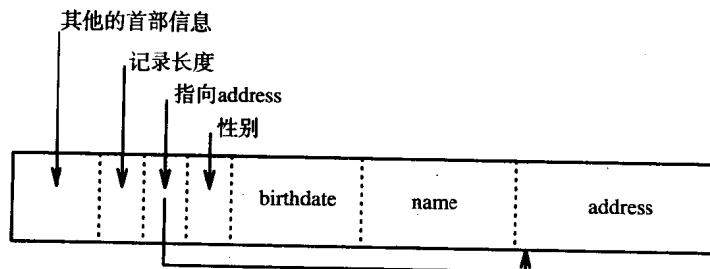 其他的首部信息
记录长度
指向address
性别
birthdate
name
address